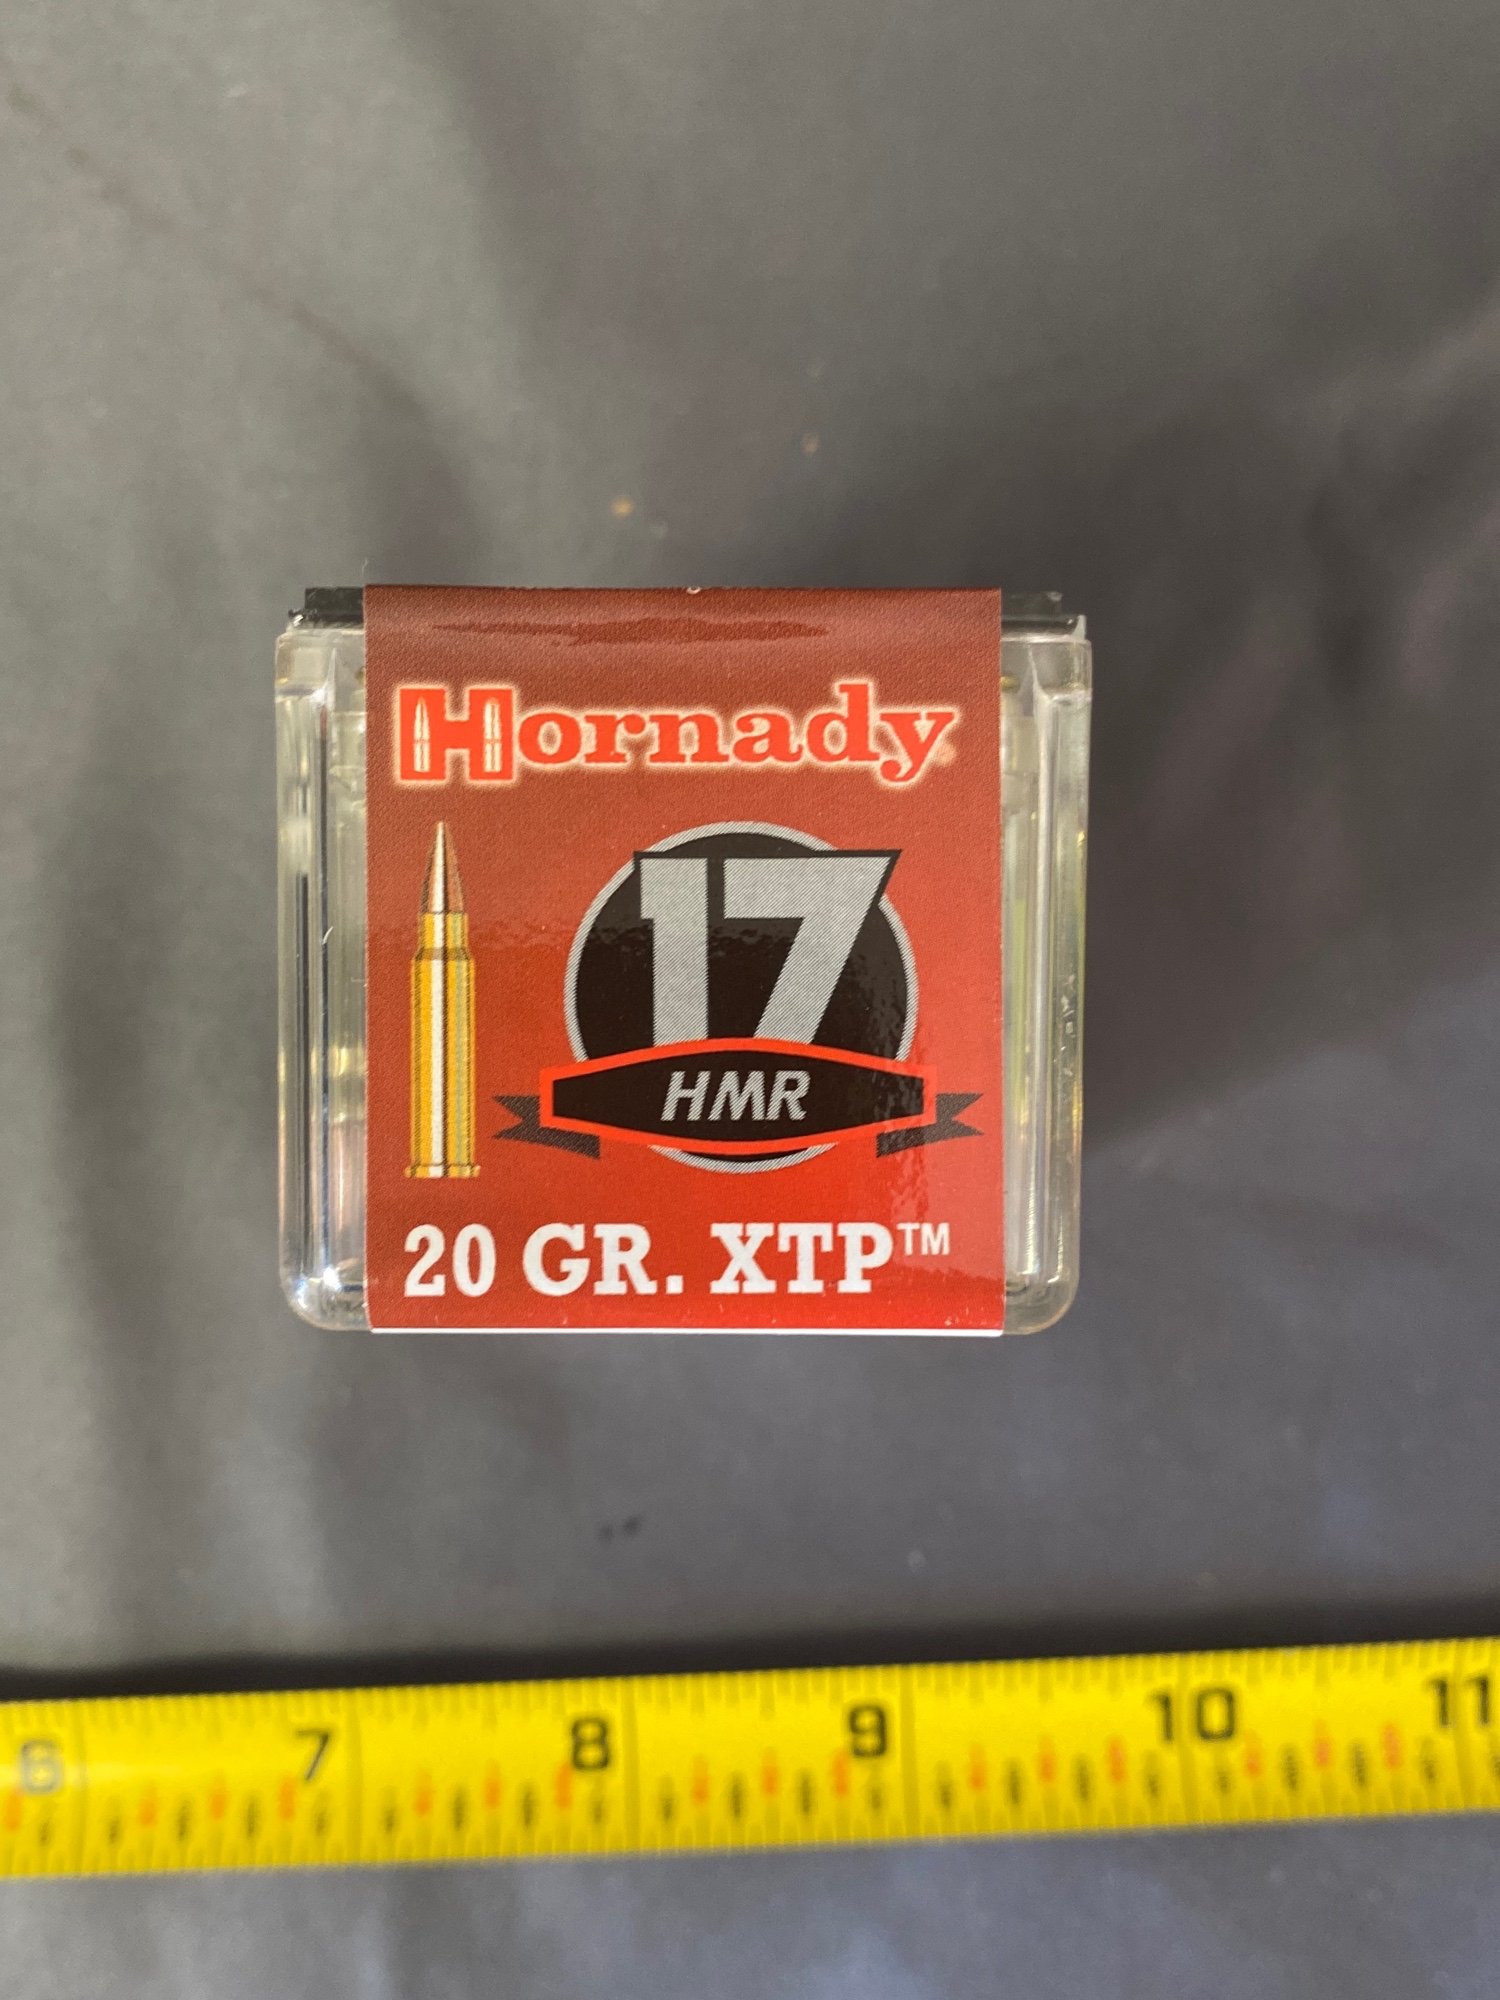 Hornady®
17
HMR
20 GR. XTP™
6 7 8 9 10 11